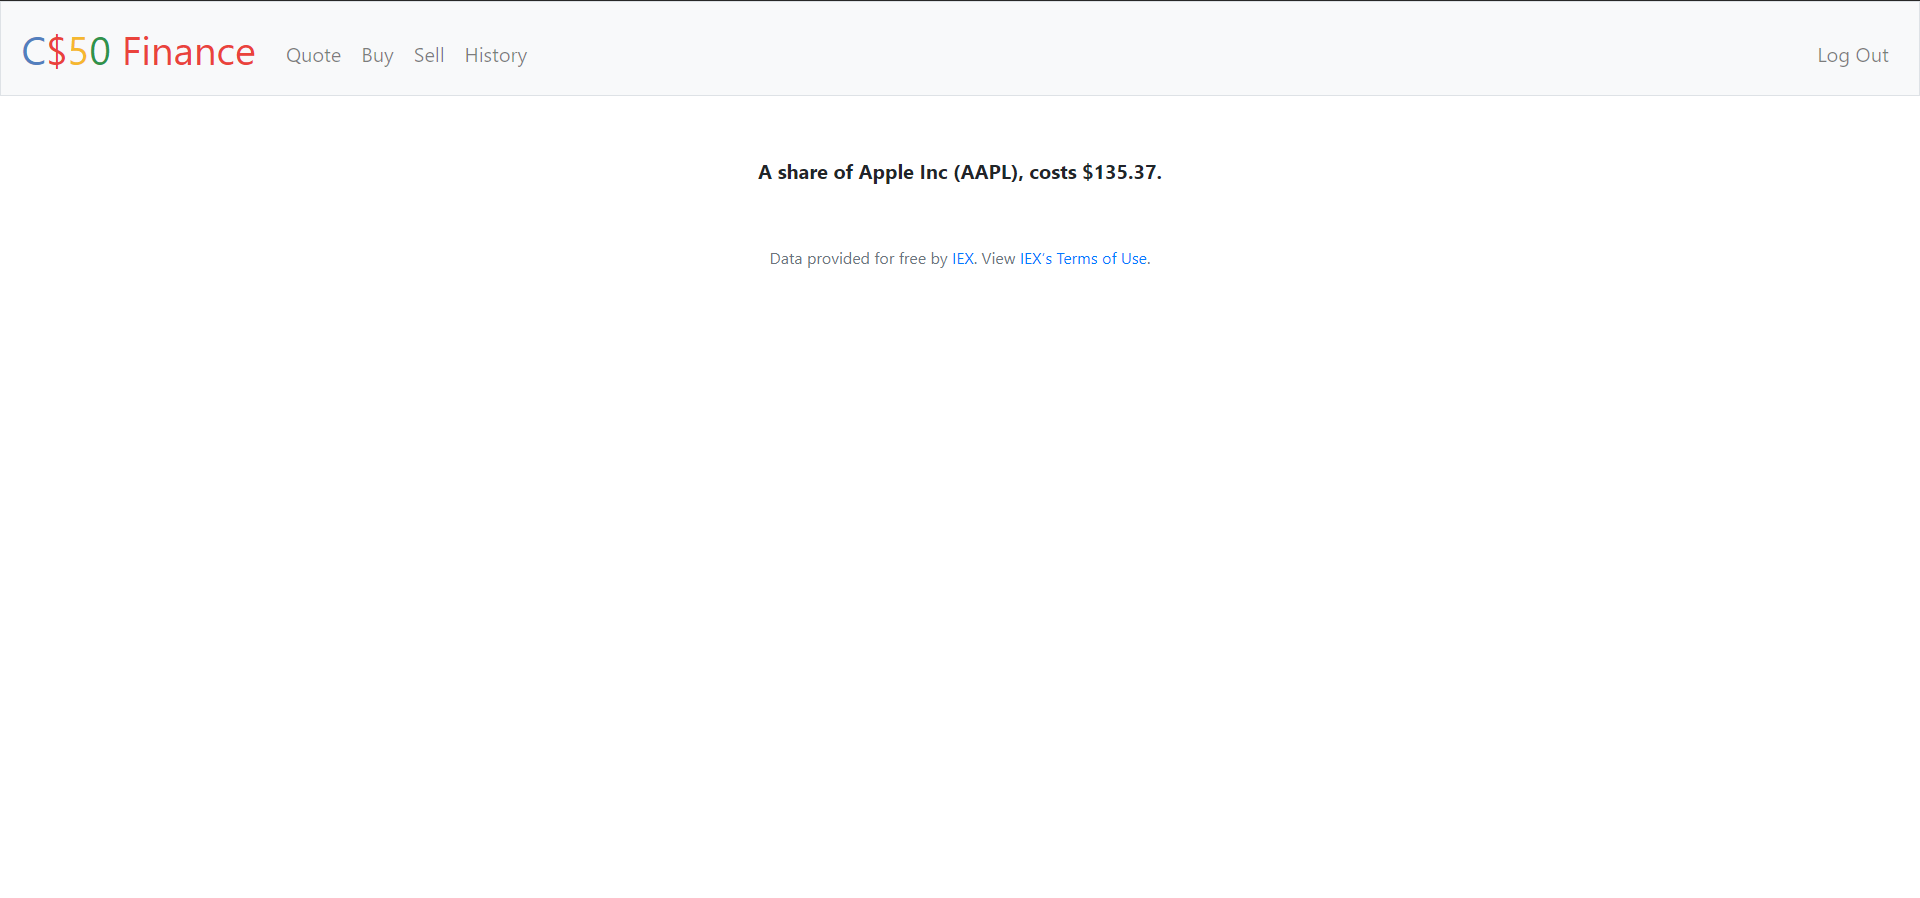 C$50 Finance Quote Buy Sell History Log Out
A share of Apple Inc (AAPL), costs $135.37.
Data provided for free by IEX. View IEX's Terms of Use.